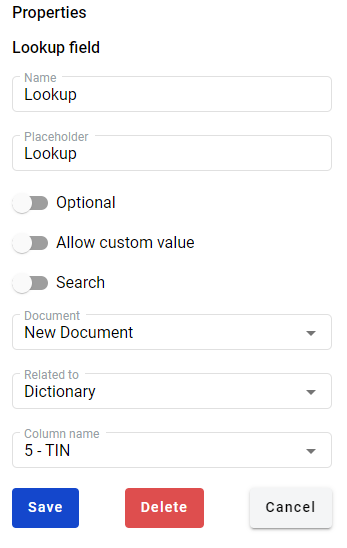 Properties
Lookup field
Name
Lookup
Placeholder
Lookup
Optional
Allow custom value
Search
Document
New Document
Related to
Dictionary
Column name
5 - TIN
Save Delete Cancel